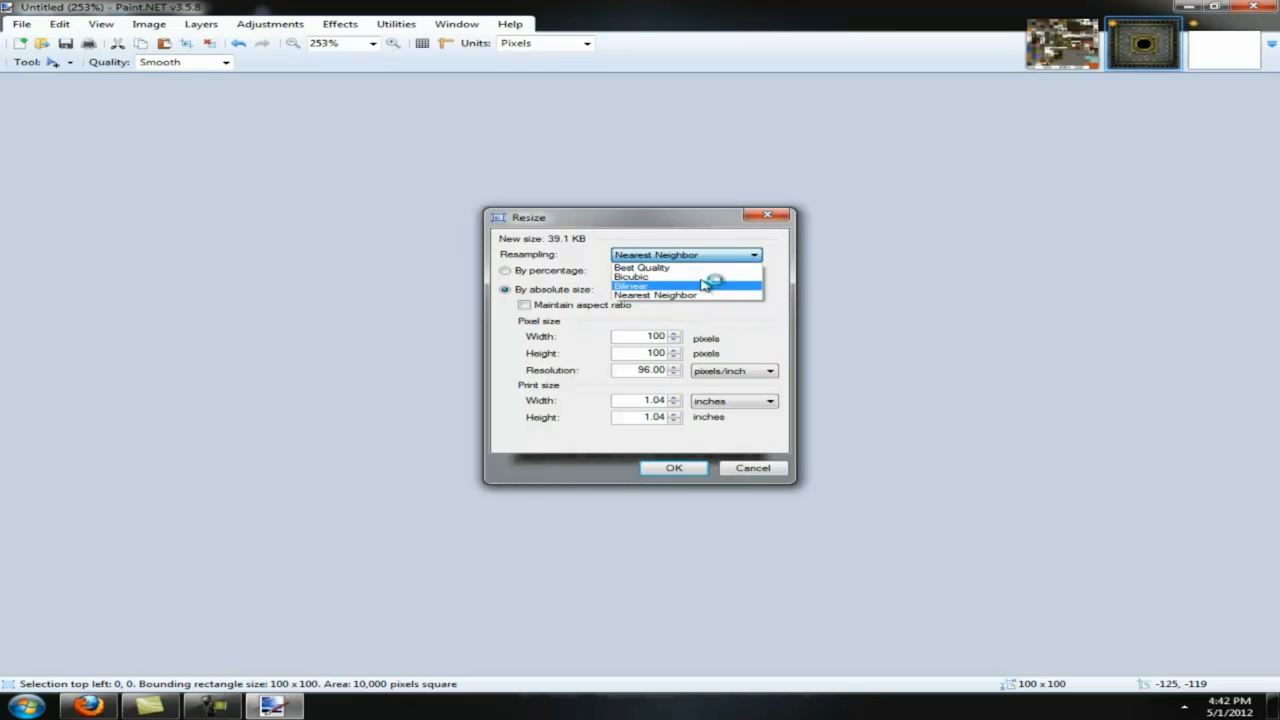 Untitled (253%) - Paint.NET v3.5.8
File Edit View Image Layers Adjustments Effects Utilities Window Help
253% Units: Pixels
Tool: Quality: Smooth
Resize
New size: 39.1 KB
Resampling: Nearest Neighbor
Best Quality
By percentage:
Bicubic
Bilinear
By absolute size:
Nearest Neighbor
Maintain aspect ratio
Pixel size
Width: 100 pixels
Height: 100 pixels
Resolution: 96.00 pixels/inch
Print size
Width: 1.04 inches
Height: 1.04 inches
OK Cancel
Selection top left: 0, 0. Bounding rectangle size: 100 x 100. Area: 10,000 pixels square 100 x 100 -125, -119
4:42 PM
5/1/2012